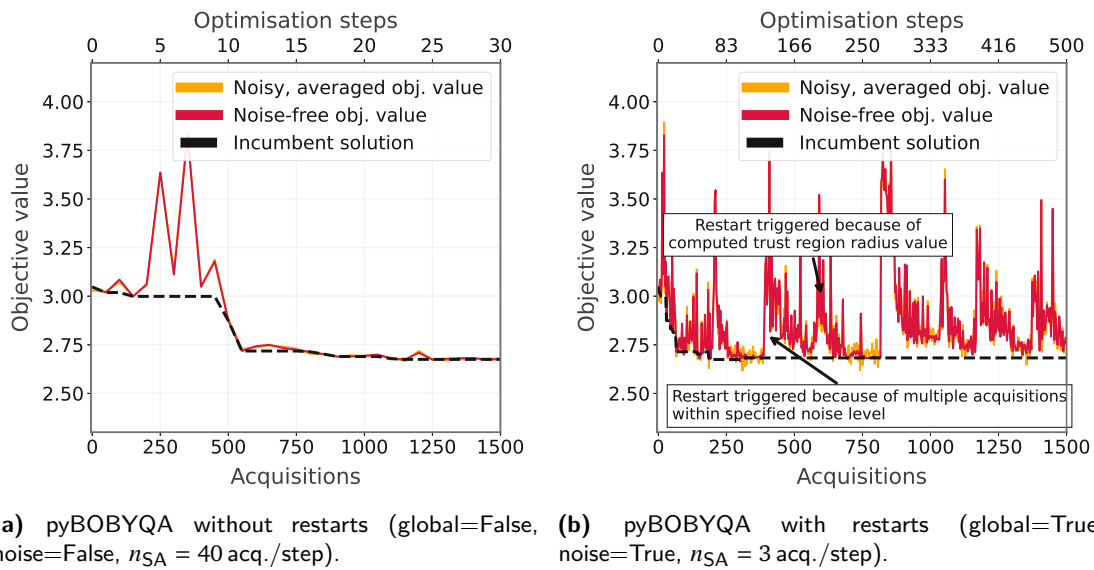 Optimisation steps
0 5 10 15 20 25 30
4.00
3.75
3.50
3.25
3.00
2.75
2.50
Objective value
Noisy, averaged obj. value
Noise-free obj. value
Incumbent solution
0 250 500 750 1000 1250 1500
Acquisitions
Optimisation steps
0 83 166 250 333 416 500
4.00
3.75
3.50
3.25
3.00
2.75
2.50
Objective value
Noisy, averaged obj. value
Noise-free obj. value
Incumbent solution
Restart triggered because of
computed trust region radius value
Restart triggered because of multiple acquisitions
within specified noise level
0 250 500 750 1000 1250 1500
Acquisitions
a) pyBOBYQA without restarts (global=False,
noise=False, n_SA = 40 acq./step).
(b) pyBOBYQA with restarts (global=True
noise=True, n_SA = 3 acq./step).